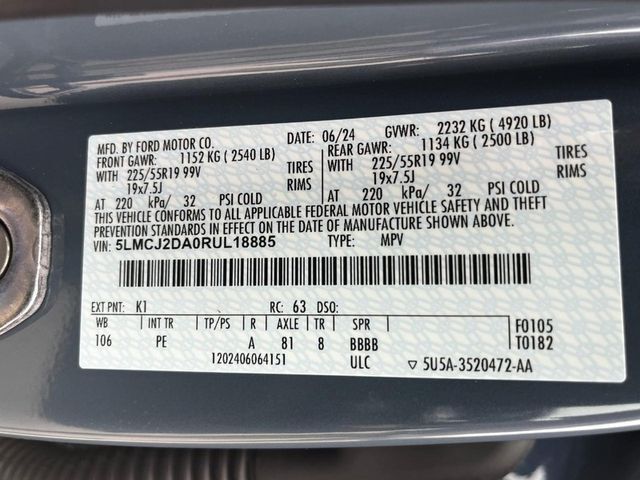 MFD. BY FORD MOTOR CO. DATE: 06/24 GVWR: 2232 KG ( 4920 LB)
FRONT GAWR: 1152 KG ( 2540 LB) REAR GAWR: 1134 KG ( 2500 LB)
WITH 225/55R19 99V TIRES WITH 225/55R19 99V TIRES
19x7.5J RIMS 19x7.5J RIMS
AT 220 kPa/ 32 PSI COLD AT 220 kPa/ 32 PSI COLD
THIS VEHICLE CONFORMS TO ALL APPLICABLE FEDERAL MOTOR VEHICLE SAFETY AND THEFT
PREVENTION STANDARDS IN EFFECT ON THE DATE OF MANUFACTURE SHOWN ABOVE.
VIN: 5LMCJ2DA0RUL18885 TYPE: MPV
EXT PNT: K1 RC: 63 DSO:
WB INT TR TP/PS R AXLE TR SPR F0105
106 PE A 81 8 BBBB T0182
1202406064151 ULC ▽ 5U5A-3520472-AA